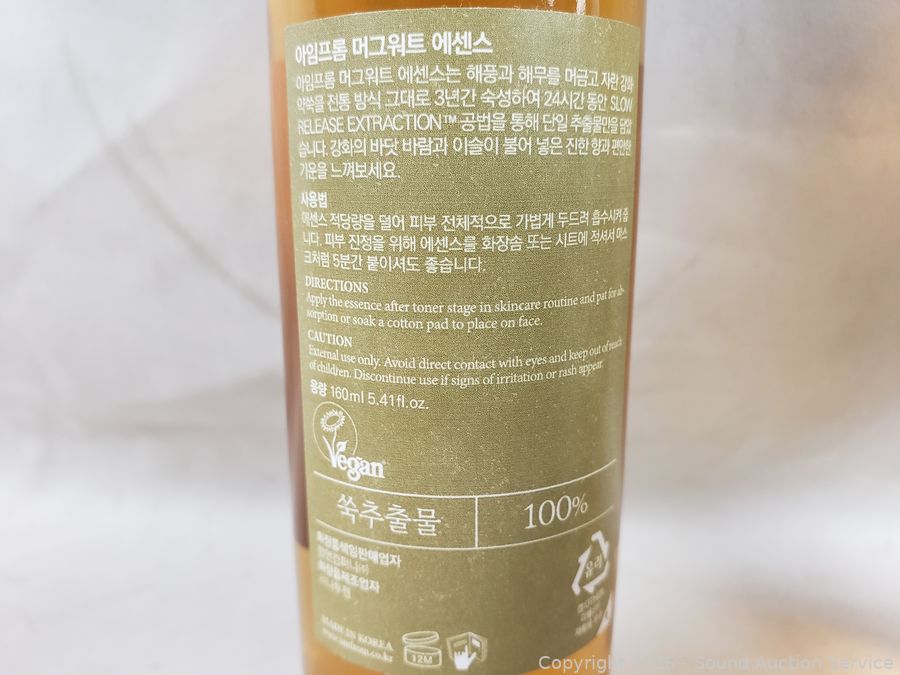 아임프롬 머그워트 에센스
아임프롬 머그워트 에센스는 해풍과 해무를 머금고 자란 강화
약쑥을 전통 방식 그대로 3년간 숙성하여 24시간 동안 SLOW
RELEASE EXTRACTION™ 공법을 통해 단일 추출물만을 담았
습니다. 강화의 바닷 바람과 이슬이 불어 넣은 진한 향과 편안한
기운을 느껴보세요.
사용법
에센스 적당량을 덜어 피부 전체적으로 가볍게 두드려 흡수시켜 줍
니다. 피부 진정을 위해 에센스를 화장솜 또는 시트에 적셔서 마스
크처럼 5분간 붙이셔도 좋습니다.
DIRECTIONS
Apply the essence after toner stage in skincare routine and pat for ab-
sorption or soak a cotton pad to place on face.
CAUTION
External use only. Avoid direct contact with eyes and keep out of reach
of children. Discontinue use if signs of irritation or rash appear.
용량 160ml 5.41fl.oz.
Vegan
쑥추출물 100%
화장품책임판매업자
화장품제조업자
유리
MADE IN KOREA
12M
Sound Auction Service